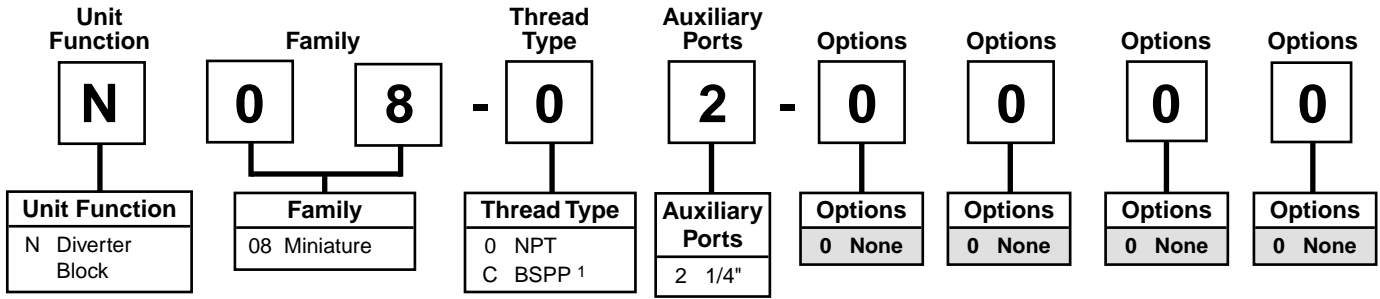 Unit Function Family Thread Type Auxiliary Ports Options Options Options Options
N 0 8 - 0 2 - 0 0 0 0
Unit Function
N Diverter
Block
Family
08 Miniature
Thread Type
0 NPT
C BSPP 1
Auxiliary
Ports
2 1/4"
Options
0 None
Options
0 None
Options
0 None
Options
0 None